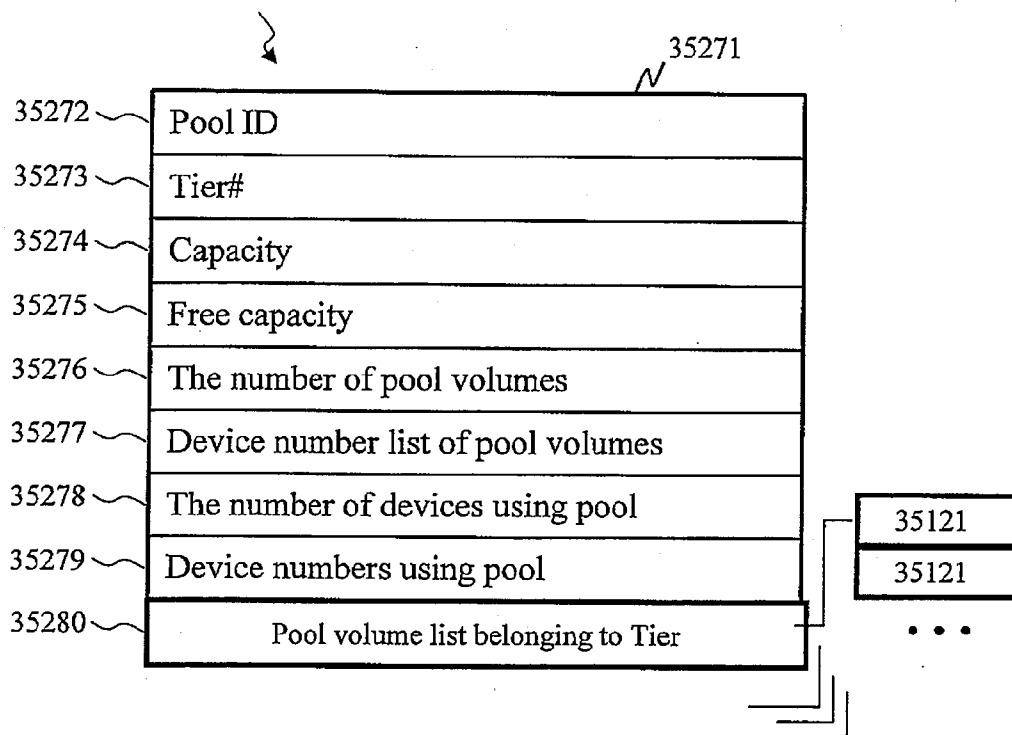 35271
35272 Pool ID
35273 Tier#
35274 Capacity
35275 Free capacity
35276 The number of pool volumes
35277 Device number list of pool volumes
35278 The number of devices using pool
35279 Device numbers using pool
35280 Pool volume list belonging to Tier
35121
35121
• • •